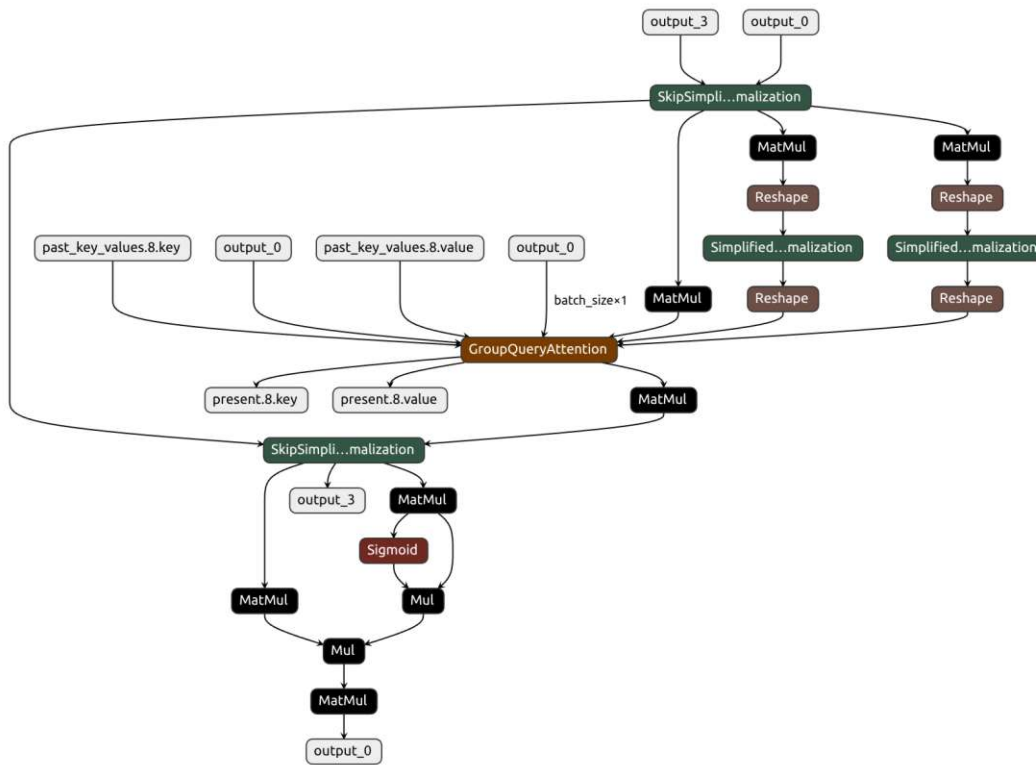 output_3
output_0
SkipSimpli...malization
MatMul
MatMul
Reshape
Reshape
past_key_values.8.key
output_0
past_key_values.8.value
output_0
Simplified...malization
Simplified...malization
batch_size×1
MatMul
Reshape
Reshape
GroupQueryAttention
present.8.key
present.8.value
MatMul
SkipSimpli...malization
output_3
MatMul
Sigmoid
MatMul
Mul
Mul
MatMul
output_0